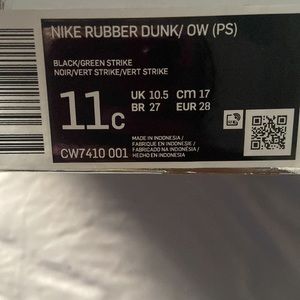 NIKE RUBBER DUNK/ OW (PS)
BLACK/GREEN STRIKE
NOIR/VERT STRIKE/VERT STRIKE
11C UK 10.5 cm 17
BR 27 EUR 28
CW7410 001
MADE IN INDONESIA/
FABRIQUE EN INDONESIE/
FABRICADO NA INDONESIA/
HECHO EN INDONESIA